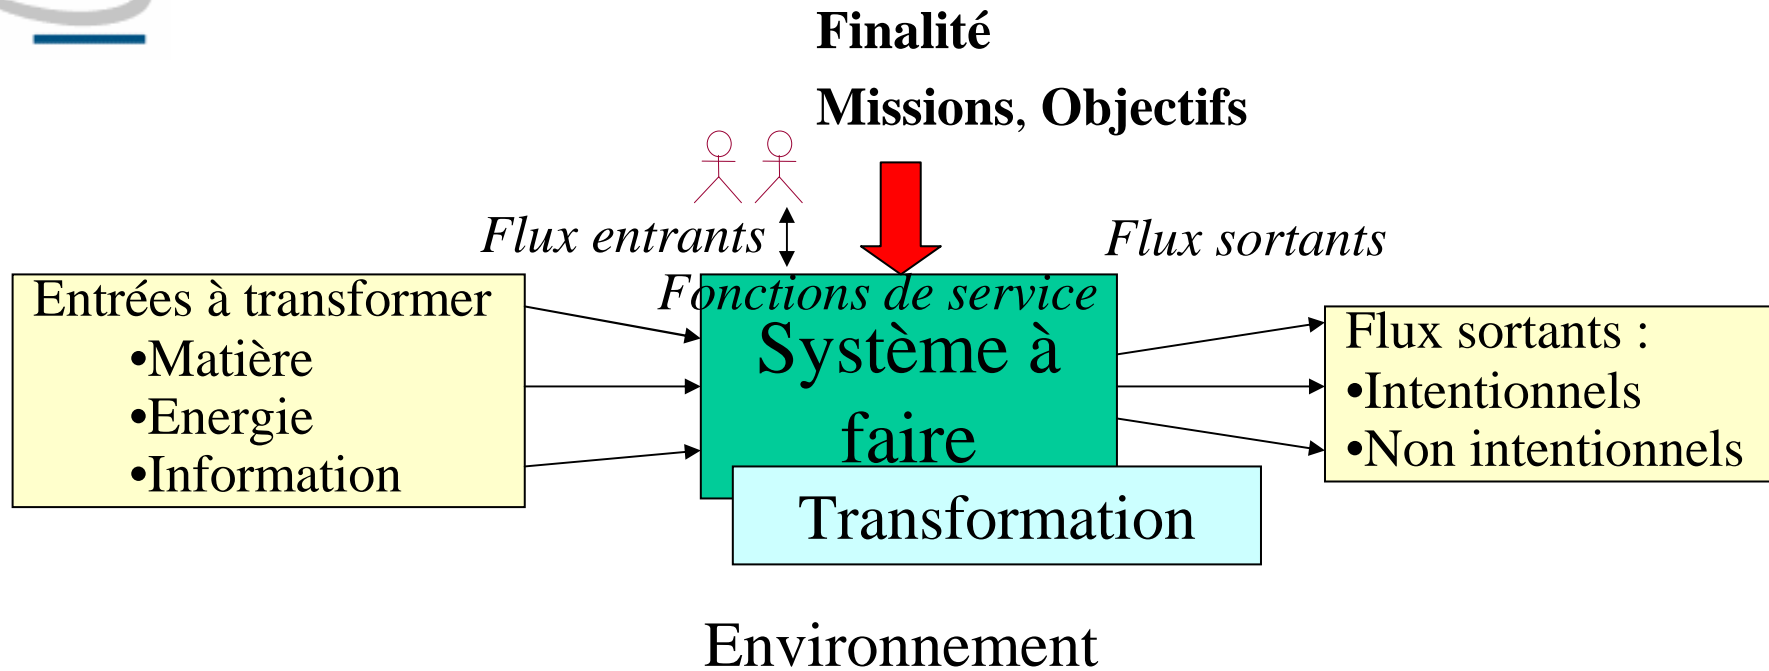 Finalité
Missions, Objectifs
Flux entrants
Flux sortants
Entrées à transformer
•Matière
•Energie
•Information
Fonctions de service
Système à
faire
Transformation
Flux sortants :
•Intentionnels
•Non intentionnels
Environnement